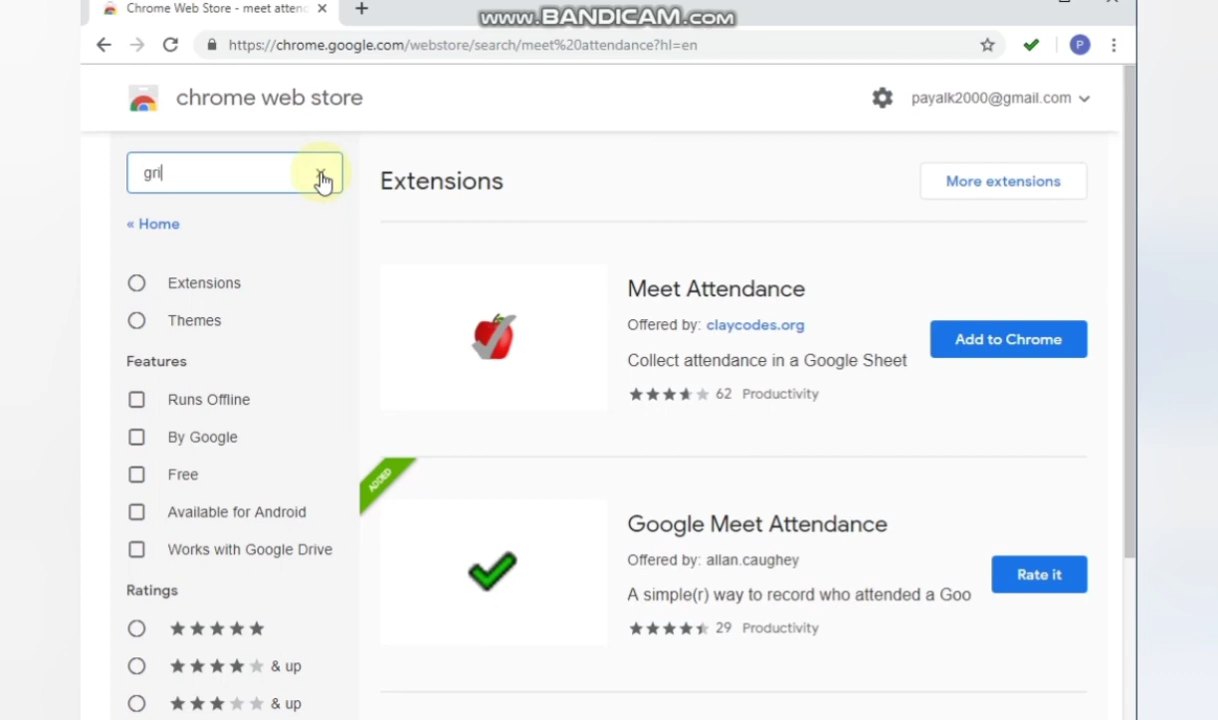 www.BANDICAM.com
Chrome Web Store - meet attend
https://chrome.google.com/webstore/search/meet%20attendance?hl=en
P
chrome web store
payalk2000@gmail.com
gri
« Home
Extensions
Themes
Features
Runs Offline
By Google
Free
Available for Android
Works with Google Drive
Ratings
& up
& up
Extensions
More extensions
Meet Attendance
Offered by: claycodes.org
Add to Chrome
Collect attendance in a Google Sheet
62 Productivity
ADDED
Google Meet Attendance
Offered by: allan.caughey
Rate it
A simple(r) way to record who attended a Goo
29 Productivity